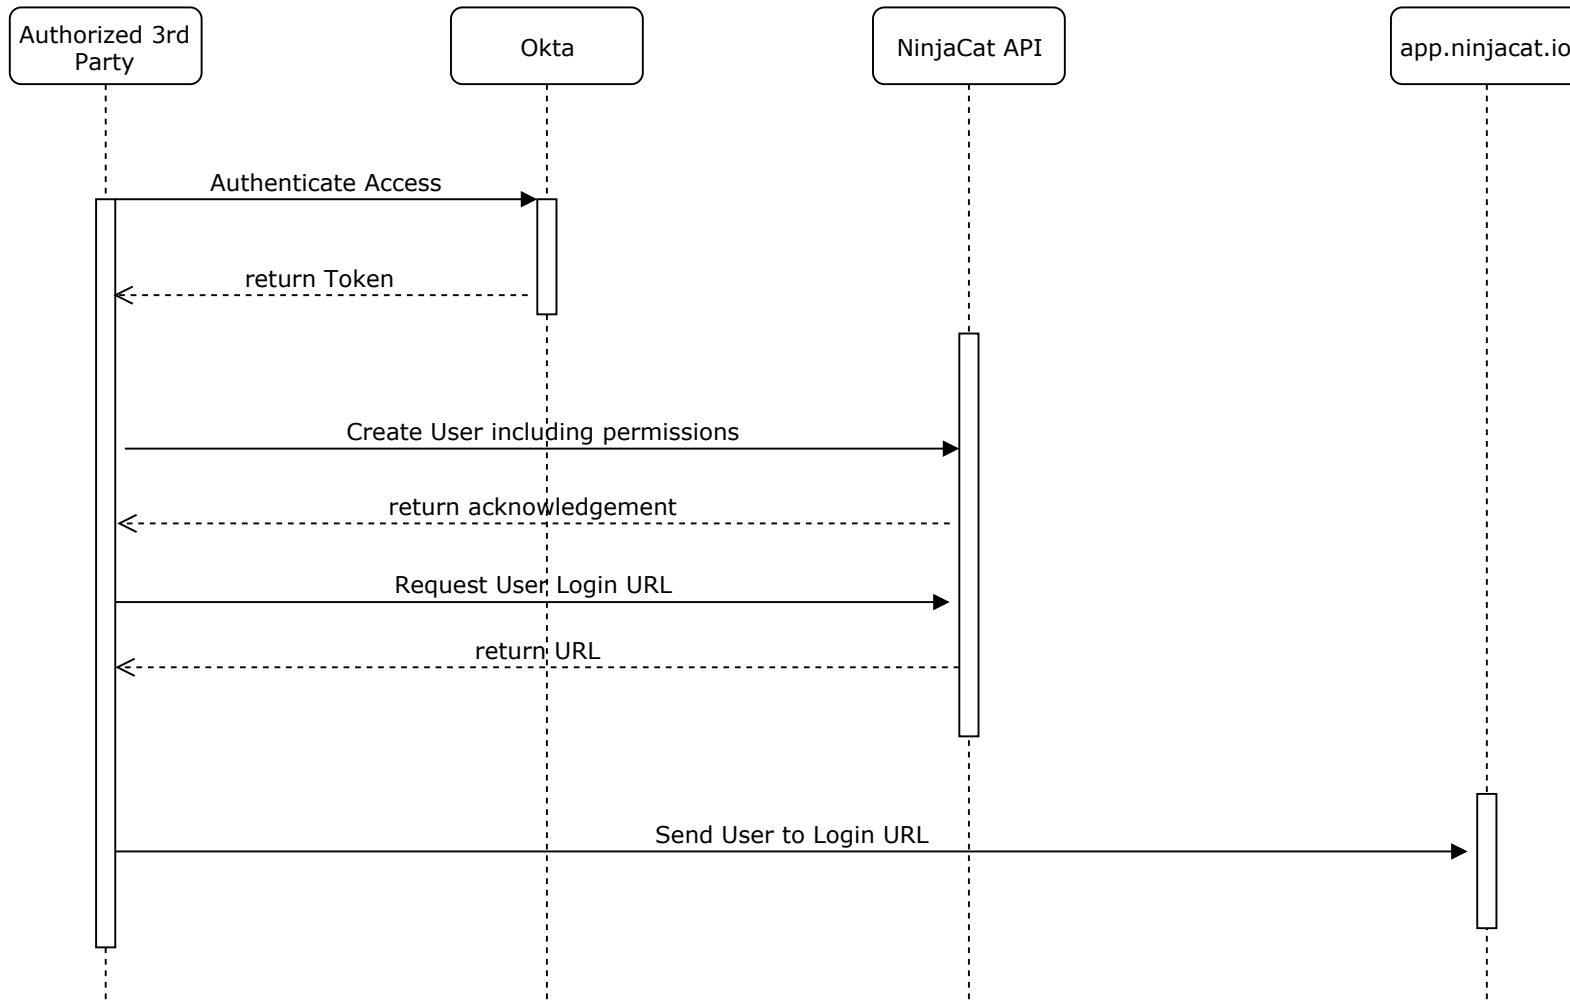 Authorized 3rd
Party
Okta
NinjaCat API
app.ninjacat.io
Authenticate Access
return Token
Create User including permissions
return acknowledgement
Request User Login URL
return URL
Send User to Login URL